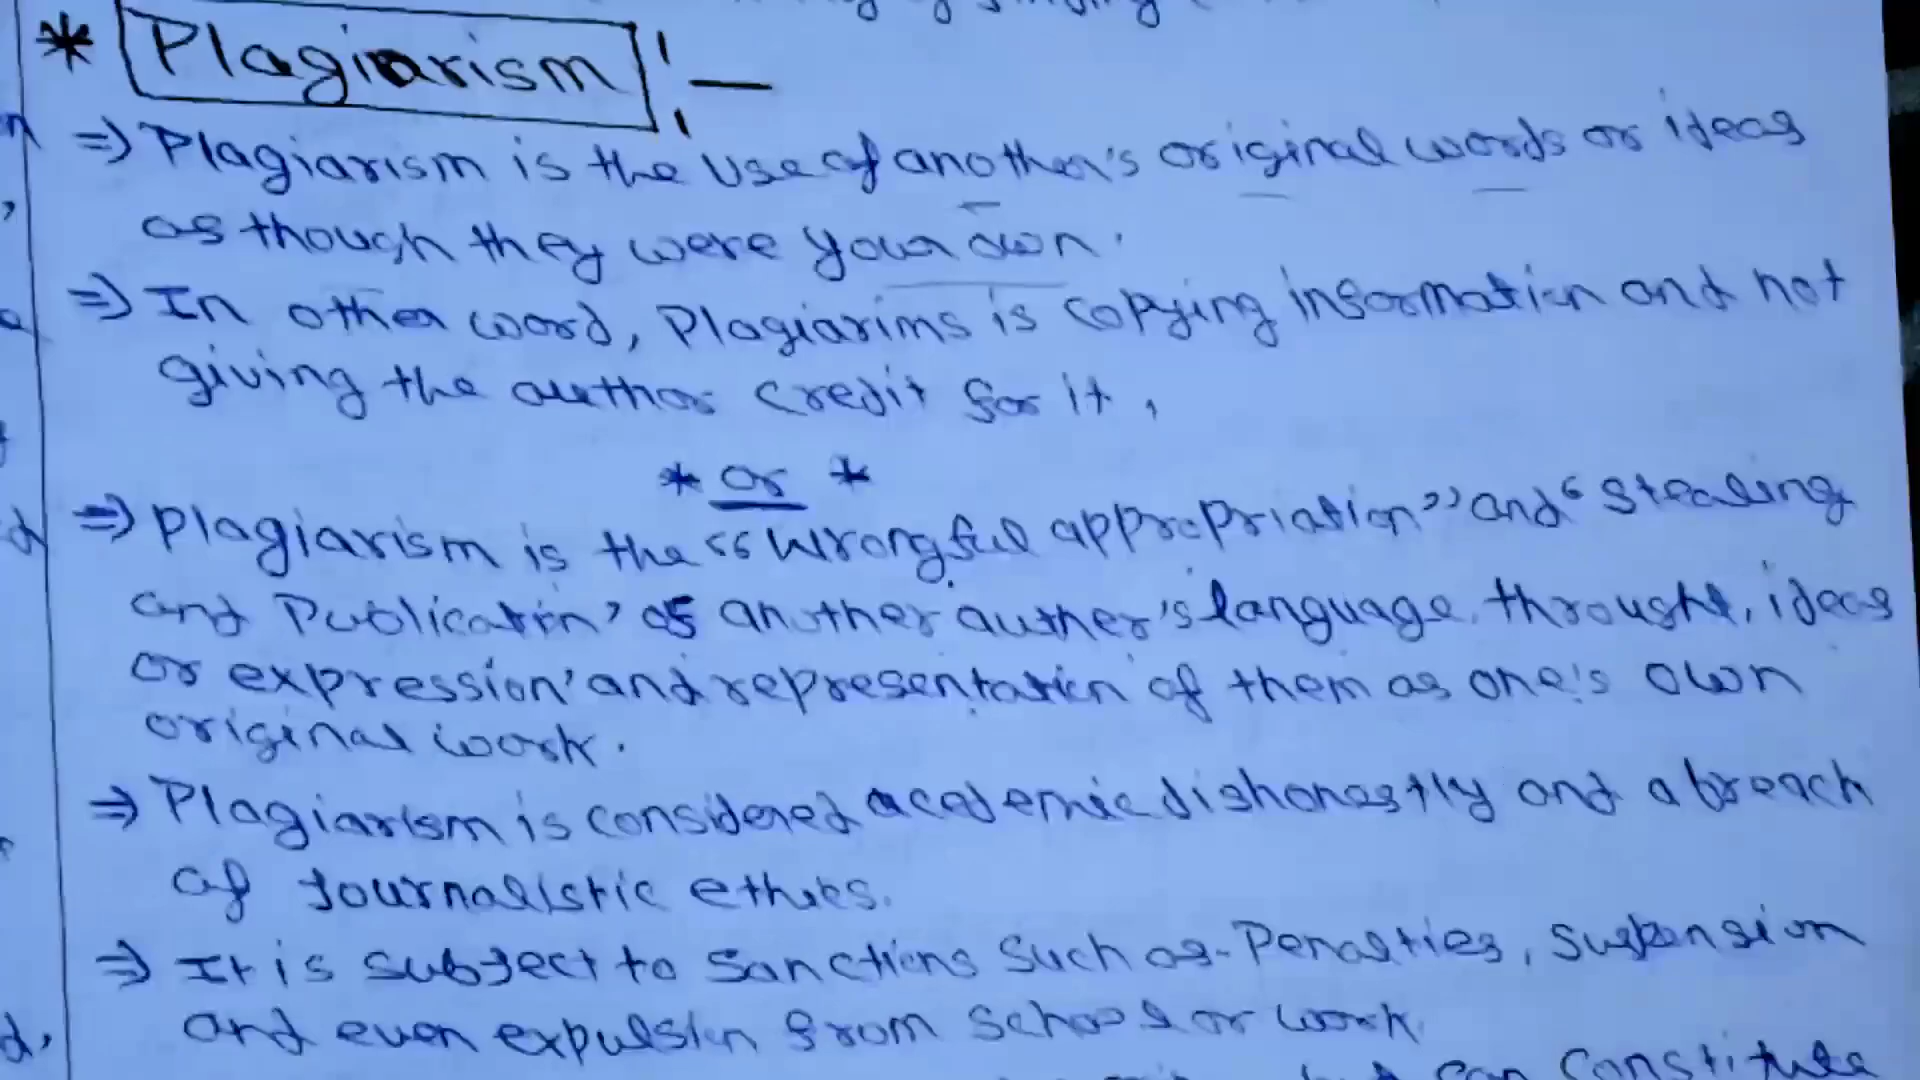 * Plagiarism :—
⇒ Plagiarism is the use of another's original words or ideas
as though they were your own.
⇒ In other word, Plagiarims is copying information and not
giving the author credit for it,
* or *
⇒ Plagiarism is the “wrongful appropriation” and ‘stealing
and Publication’ of another auther's language, throught, ideas
or expression' and representation of them as one's own
original work.
⇒ Plagiarism is considered academic dishonastly and a breach
of Journalistic ethics.
⇒ It is subject to sanctions such as- Penalties, suspension
and even expulsion from school or work.
can constitute